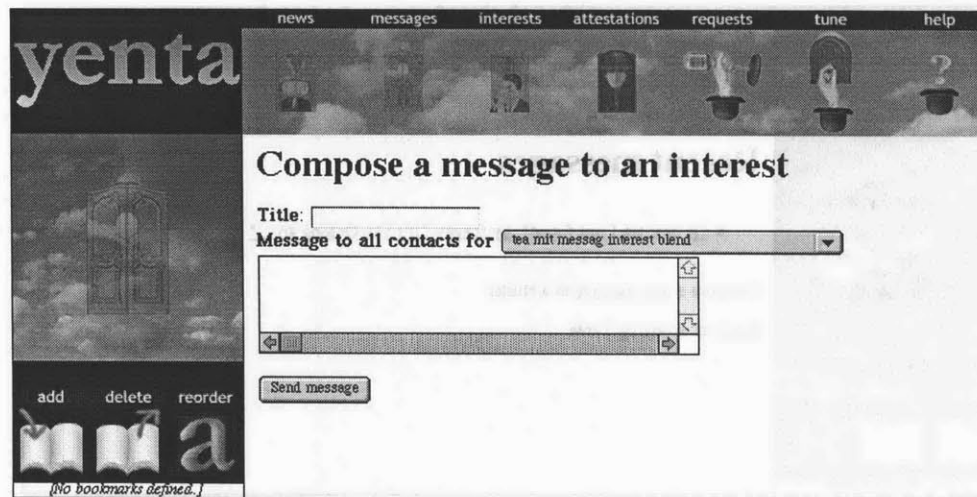 news messages interests attestations requests tune help
yenta
Compose a message to an interest
Title:
Message to all contacts for tea mit messag interest blend
Send message
add delete reorder
[No bookmarks defined.]